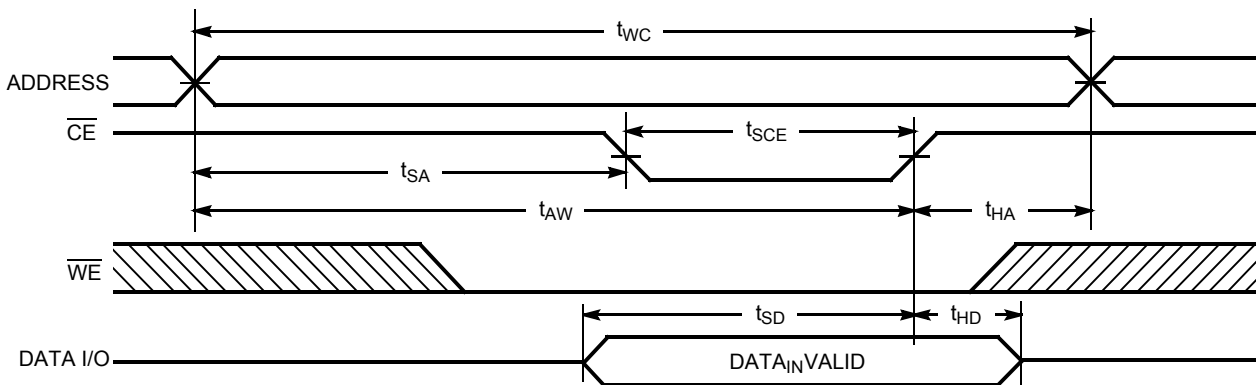 tWC
ADDRESS
CE
tSCE
tSA
tAW
tHA
WE
tSD
tHD
DATA I/O
DATAINVALID